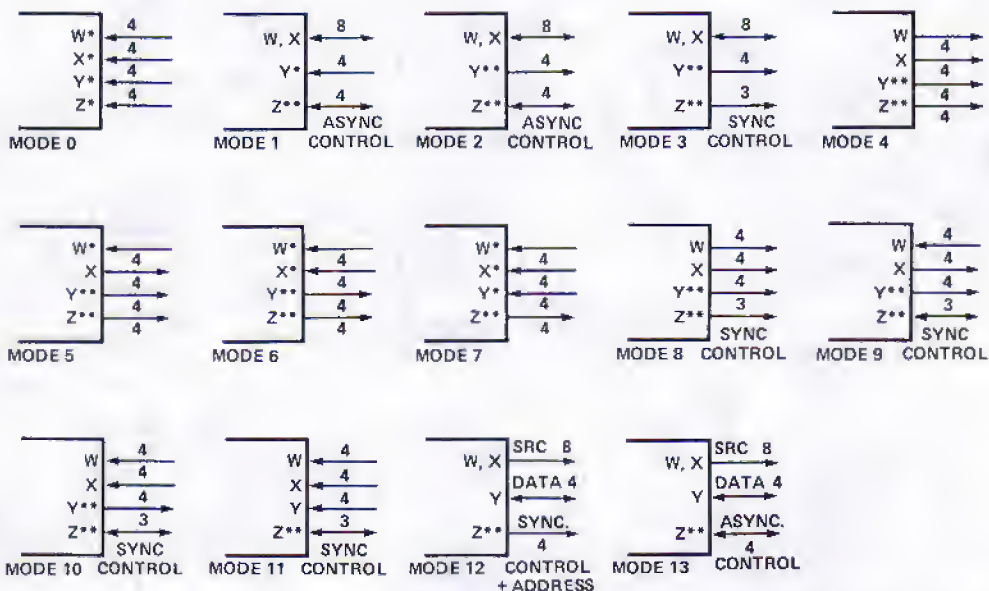 W* 4
X* 4
Y* 4
Z* 4
MODE 0
W, X 8
Y* 4
Z** 4
ASYNC
MODE 1 CONTROL
W, X 8
Y** 4
Z** 4
ASYNC
MODE 2 CONTROL
W, X 8
Y** 4
Z** 3
SYNC
MODE 3 CONTROL
W
4
X
4
Y**
4
Z**
4
MODE 4
W*
4
X
4
Y**
4
Z**
4
MODE 5
W*
4
X*
4
Y**
4
Z**
4
MODE 6
W*
4
X*
4
Y*
4
Z**
4
MODE 7
W 4
X 4
Y** 4
Z** 3
SYNC
MODE 8 CONTROL
W 4
X 4
Y** 4
Z** 3
SYNC
MODE 9 CONTROL
W 4
X 4
Y** 4
Z** 3
SYNC
MODE 10 CONTROL
W 4
X 4
Y 4
Z** 3
SYNC
MODE 11 CONTROL
SRC 8
W, X
DATA 4
Y
SYNC.
Z**
4
MODE 12 CONTROL
+ ADDRESS
SRC 8
W, X
DATA 4
Y
ASYNC.
Z**
4
MODE 13 CONTROL